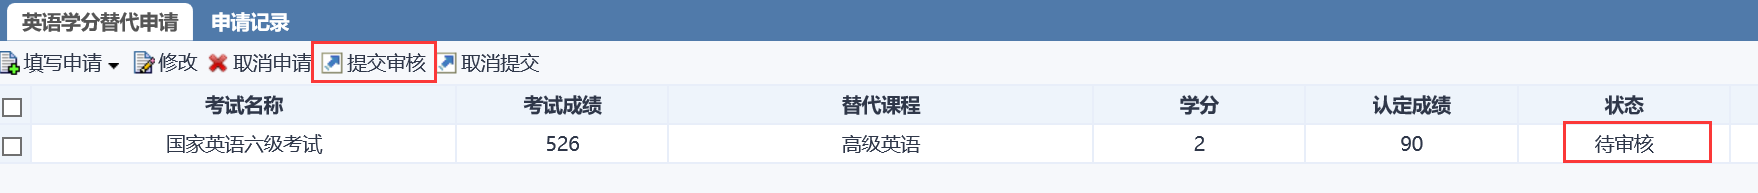 英语学分替代申请 申请记录
填写申请 修改 取消申请 提交审核 取消提交
考试名称 考试成绩 替代课程 学分 认定成绩 状态
国家英语六级考试 526 高级英语 2 90 待审核